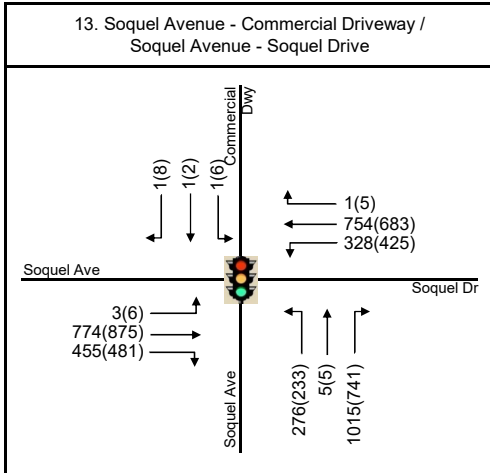 13. Soquel Avenue - Commercial Driveway /
Soquel Avenue - Soquel Drive
Commercial
Dwy
1(8)
1(2)
1(6)
1(5)
754(683)
328(425)
Soquel Ave
Soquel Dr
3(6)
774(875)
455(481)
Soquel Ave
276(233)
5(5)
1015(741)